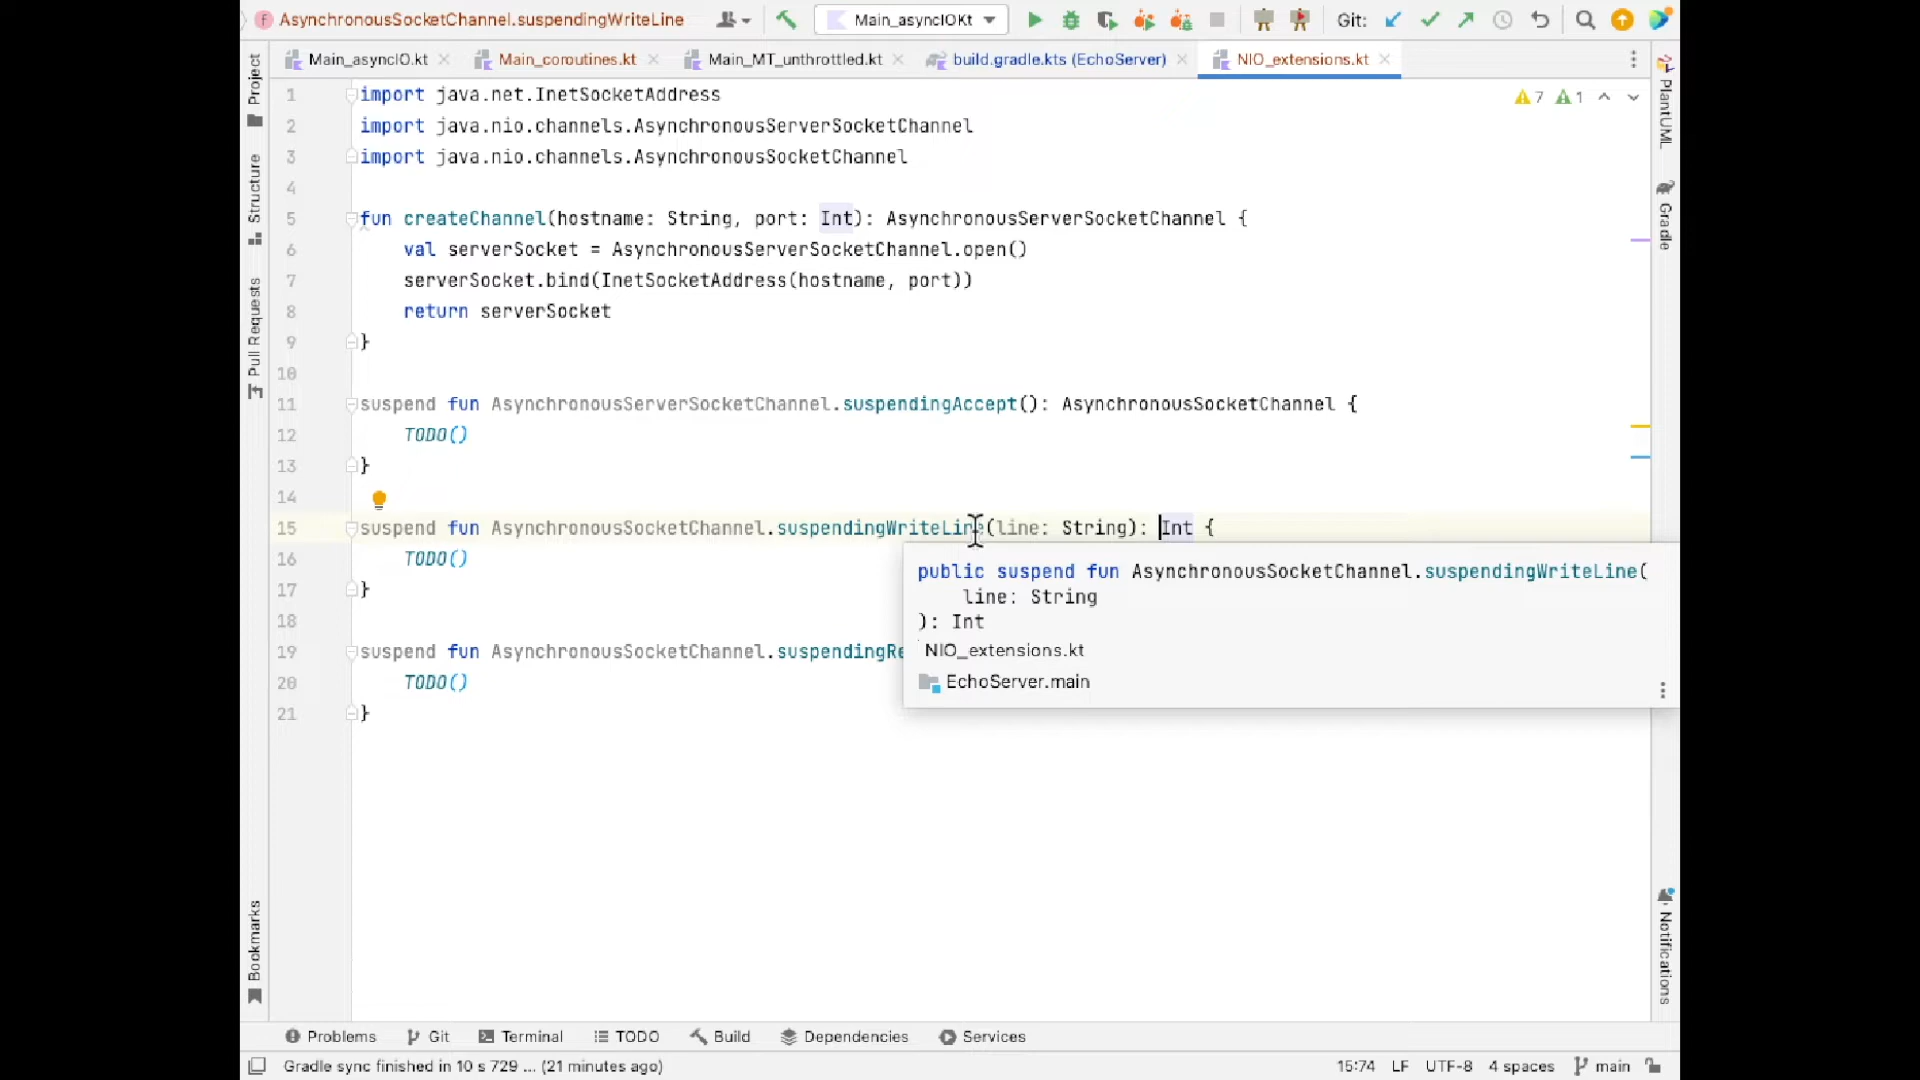 AsynchronousSocketChannel.suspendingWriteLine
Main_asyncIOKt
Git:
Main_asyncIO.kt
Main_coroutines.kt
Main_MT_unthrottled.kt
build.gradle.kts (EchoServer)
NIO_extensions.kt
Project
Structure
Pull Requests
Bookmarks
PlantUML
Gradle
Notifications
7
1
1 import java.net.InetSocketAddress
2 import java.nio.channels.AsynchronousServerSocketChannel
3 import java.nio.channels.AsynchronousSocketChannel
4
5 fun createChannel(hostname: String, port: Int): AsynchronousServerSocketChannel {
6 val serverSocket = AsynchronousServerSocketChannel.open()
7 serverSocket.bind(InetSocketAddress(hostname, port))
8 return serverSocket
9 }
10
11 suspend fun AsynchronousServerSocketChannel.suspendingAccept(): AsynchronousSocketChannel {
12 TODO()
13 }
14
15 suspend fun AsynchronousSocketChannel.suspendingWriteLine(line: String): Int {
16 TODO()
17 }
18
19 suspend fun AsynchronousSocketChannel.suspendingRe
20 TODO()
21 }
public suspend fun AsynchronousSocketChannel.suspendingWriteLine(
line: String
): Int
NIO_extensions.kt
EchoServer.main
Problems
Git
Terminal
TODO
Build
Dependencies
Services
Gradle sync finished in 10 s 729 ... (21 minutes ago)
15:74
LF
UTF-8
4 spaces
main